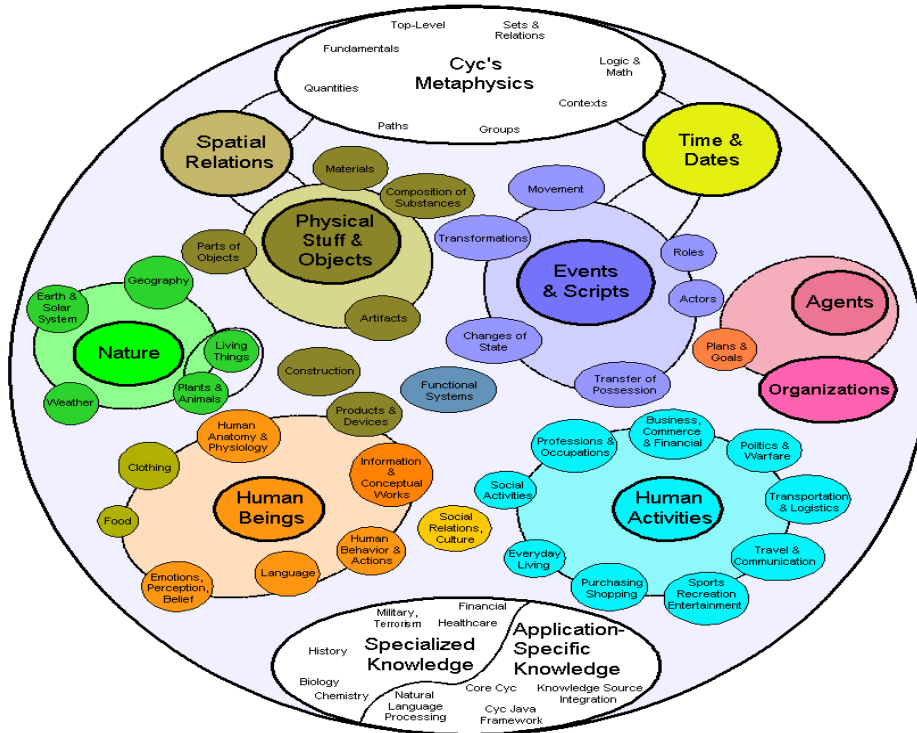 Top-Level
Sets &
Relations
Fundamentals
Cyc's
Metaphysics
Logic &
Math
Quantities
Contexts
Paths
Groups
Spatial
Relations
Time &
Dates
Materials
Composition of
Substances
Movement
Physical
Stuff &
Objects
Parts of
Objects
Artifacts
Transformations
Events
& Scripts
Roles
Actors
Changes of
State
Transfer of
Possession
Agents
Plans &
Goals
Organizations
Geography
Earth &
Solar
System
Nature
Living
Things
Plants &
Animals
Weather
Construction
Functional
Systems
Products &
Devices
Human
Anatomy &
Physiology
Clothing
Information
&
Conceptual
Works
Human
Beings
Food
Human
Behavior &
Actions
Language
Emotions,
Perception,
Belief
Social
Relations,
Culture
Business,
Commerce
& Financial
Professions &
Occupations
Politics &
Warfare
Social
Activities
Human
Activities
Transportation
& Logistics
Everyday
Living
Travel &
Communication
Purchasing
Shopping
Sports
Recreation
Entertainment
Military,
Terrorism
Financial
Healthcare
Specialized
Knowledge
History
Biology
Chemistry
Application-
Specific
Knowledge
Natural
Language
Processing
Core Cyc
Knowledge Source
Integration
Cyc Java
Framework